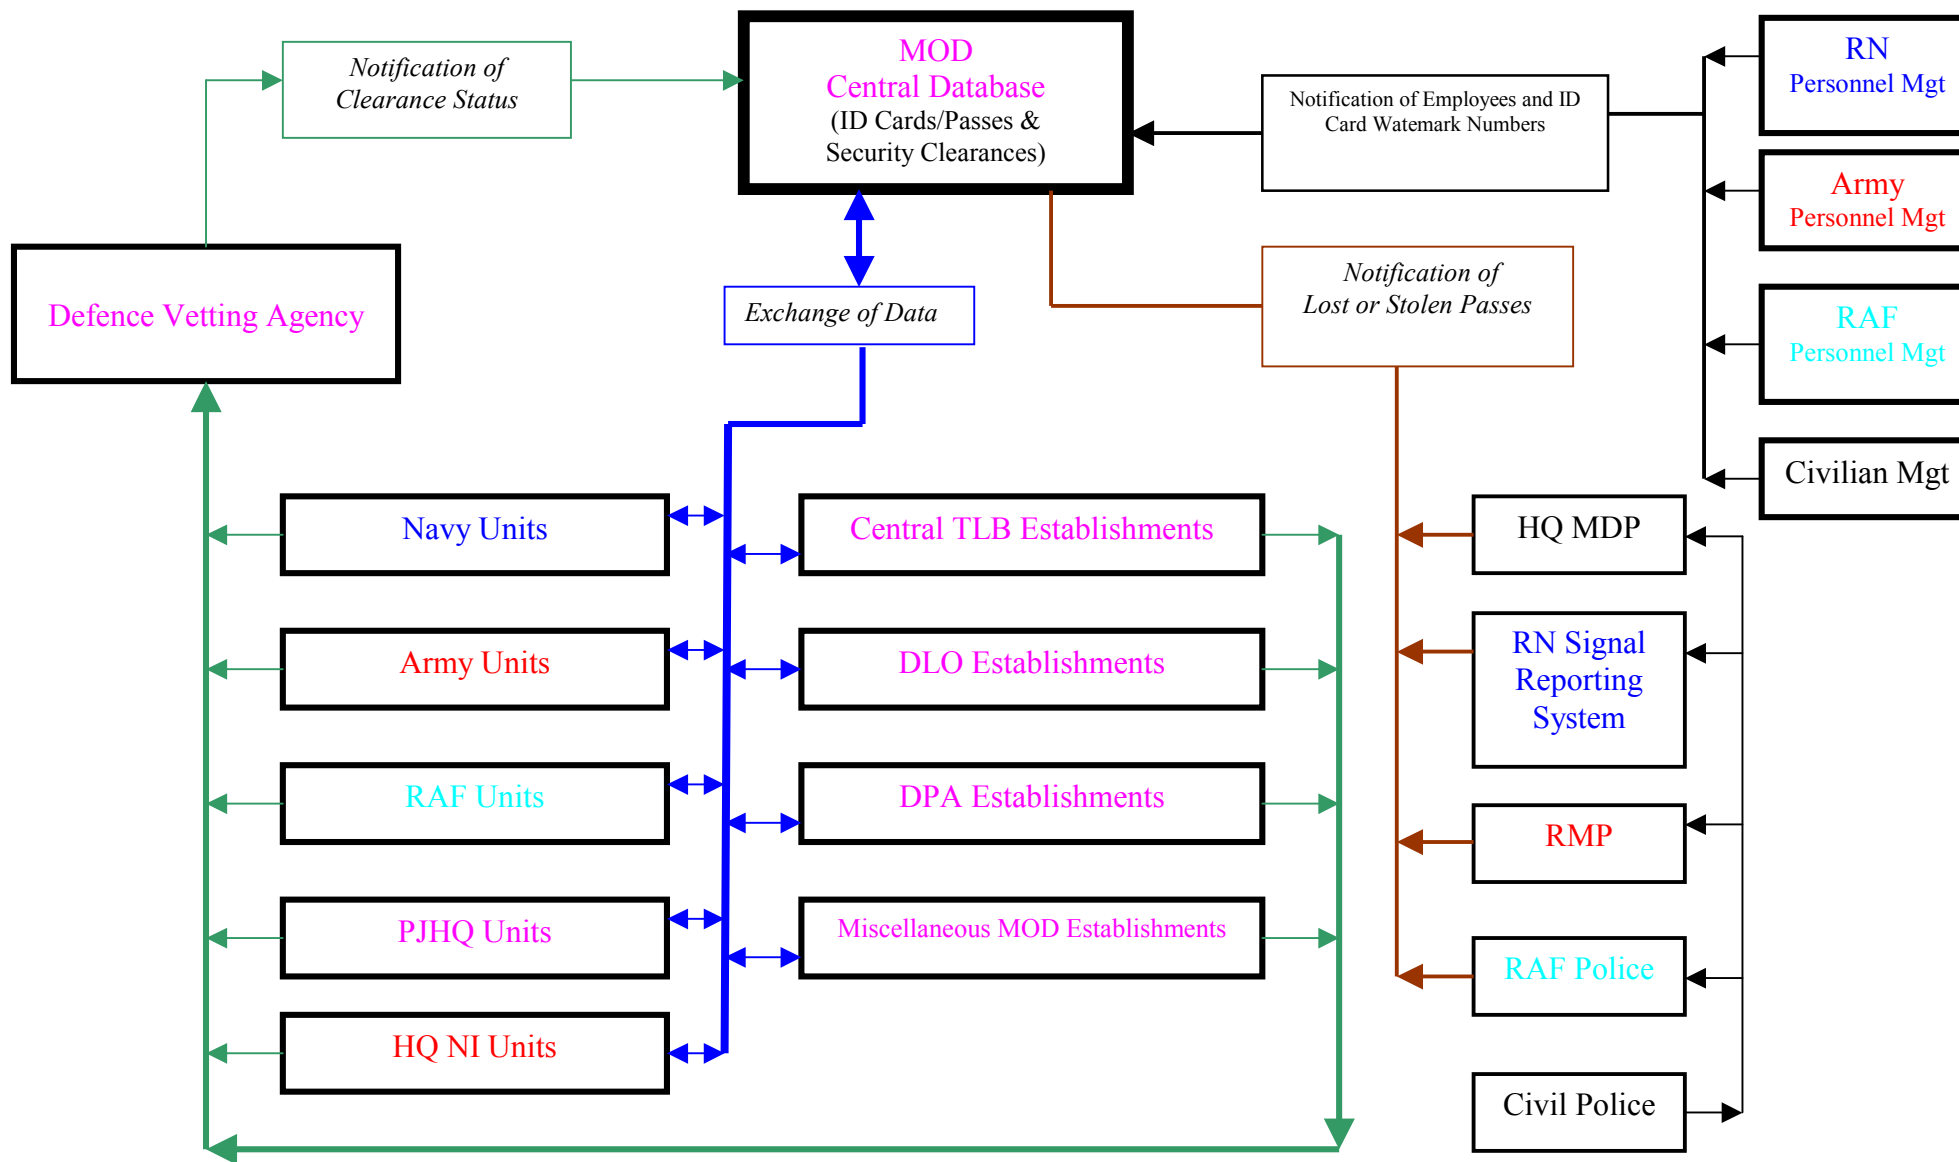 Notification of
Clearance Status
MOD
Central Database
(ID Cards/Passes &
Security Clearances)
Notification of Employees and ID
Card Watemark Numbers
RN
Personnel Mgt
Army
Personnel Mgt
RAF
Personnel Mgt
Civilian Mgt
Defence Vetting Agency
Exchange of Data
Notification of
Lost or Stolen Passes
Navy Units
Army Units
RAF Units
PJHQ Units
HQ NI Units
Central TLB Establishments
DLO Establishments
DPA Establishments
Miscellaneous MOD Establishments
HQ MDP
RN Signal
Reporting
System
RMP
RAF Police
Civil Police